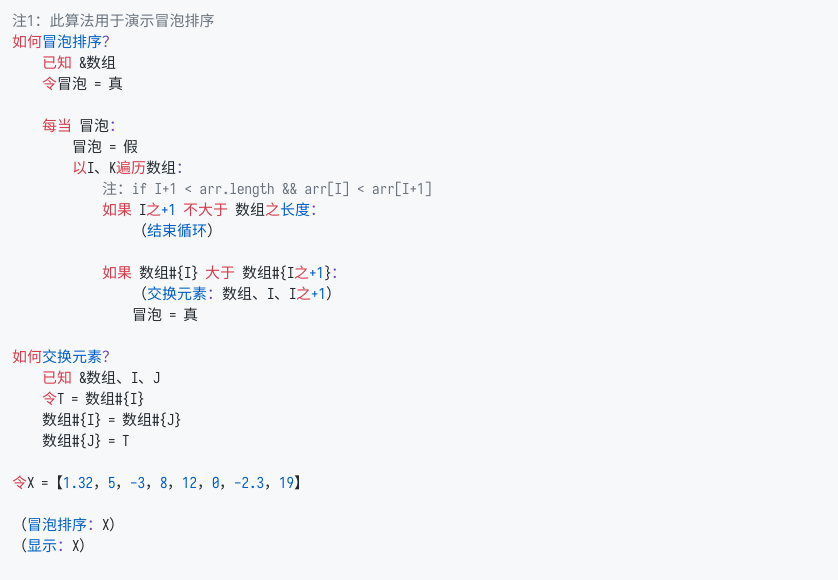 注1：此算法用于演示冒泡排序
如何冒泡排序？
    已知 &数组
    令冒泡 = 真
    每当 冒泡：
        冒泡 = 假
        以I、K遍历数组：
            注：if I+1 < arr.length && arr[I] < arr[I+1]
            如果 I之+1 不大于 数组之长度：
                （结束循环）
            如果 数组#{I} 大于 数组#{I之+1}：
                （交换元素：数组、I、I之+1）
                冒泡 = 真
如何交换元素？
    已知 &数组、I、J
    令T = 数组#{I}
    数组#{I} = 数组#{J}
    数组#{J} = T
令X =【1.32，5，-3，8，12，0，-2.3，19】
（冒泡排序：X）
（显示：X）